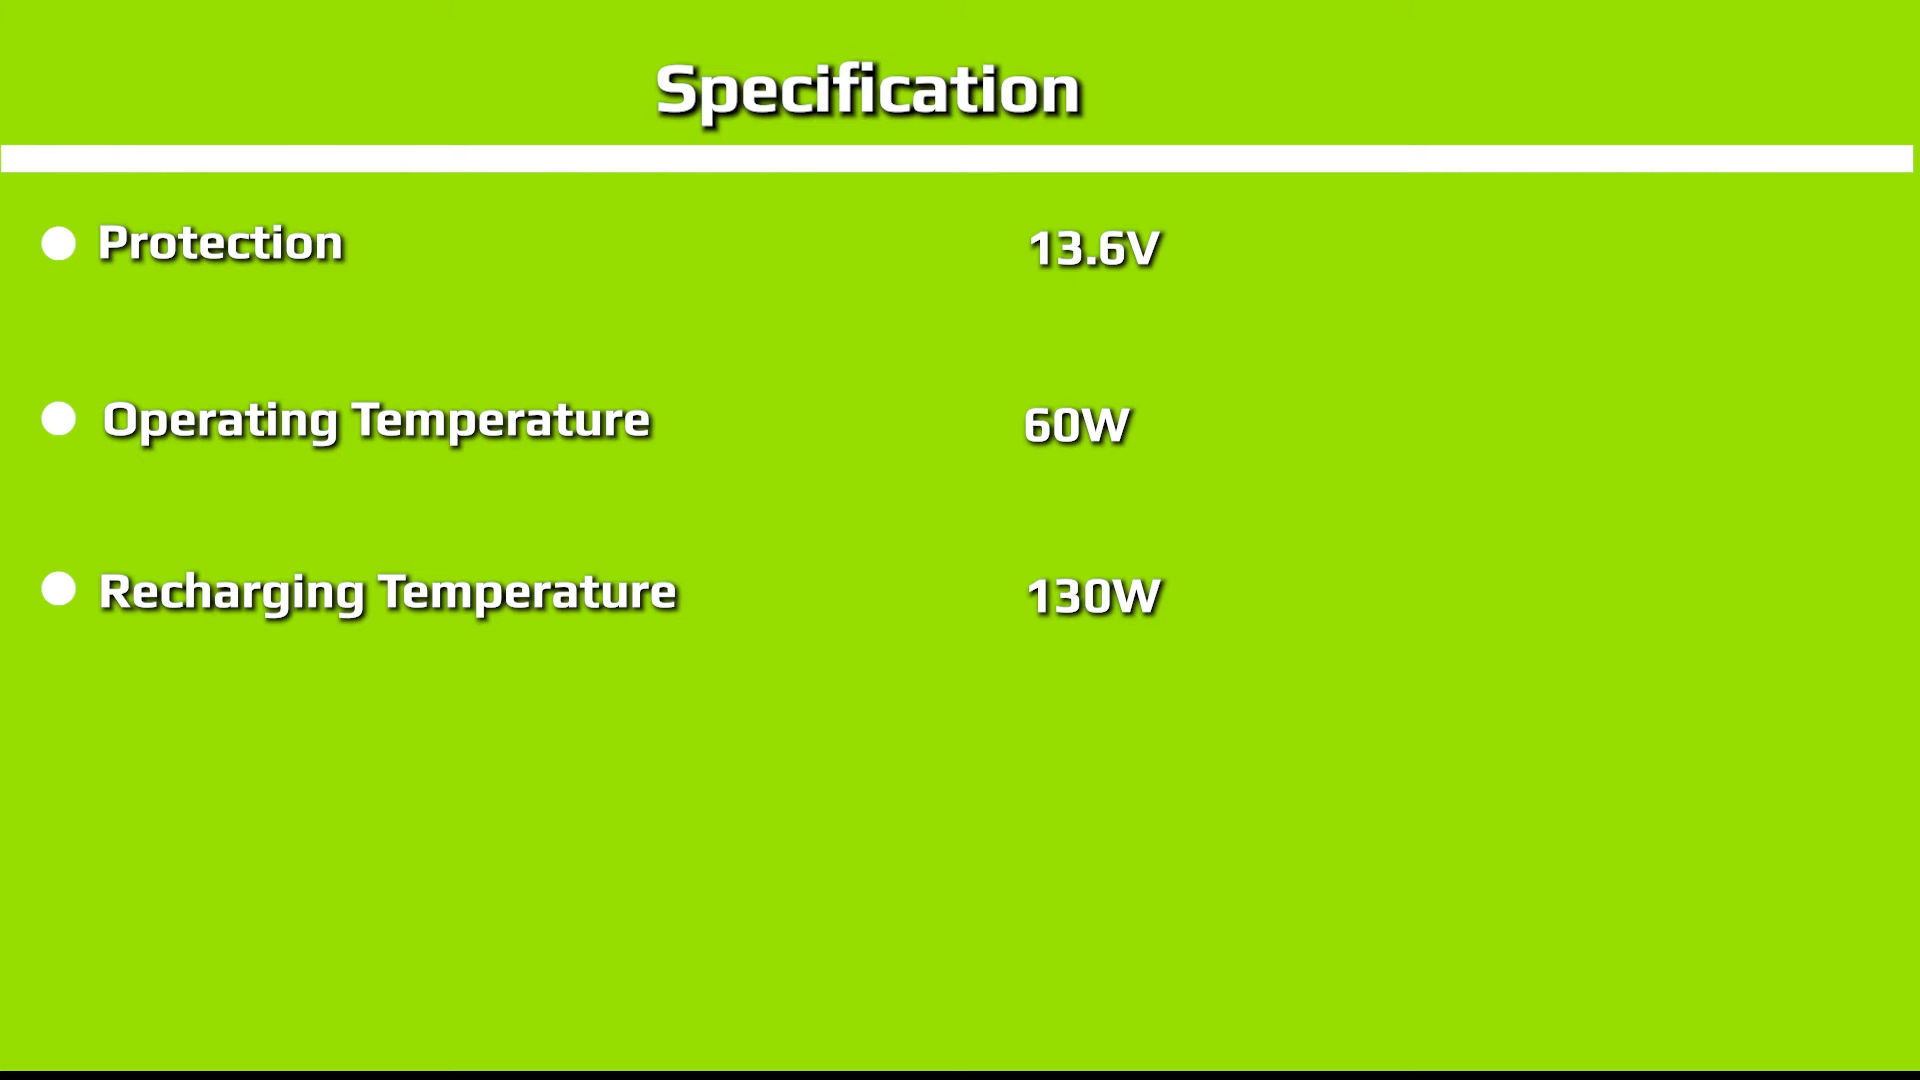 Specification
Protection 13.6V
Operating Temperature 60W
Recharging Temperature 130W